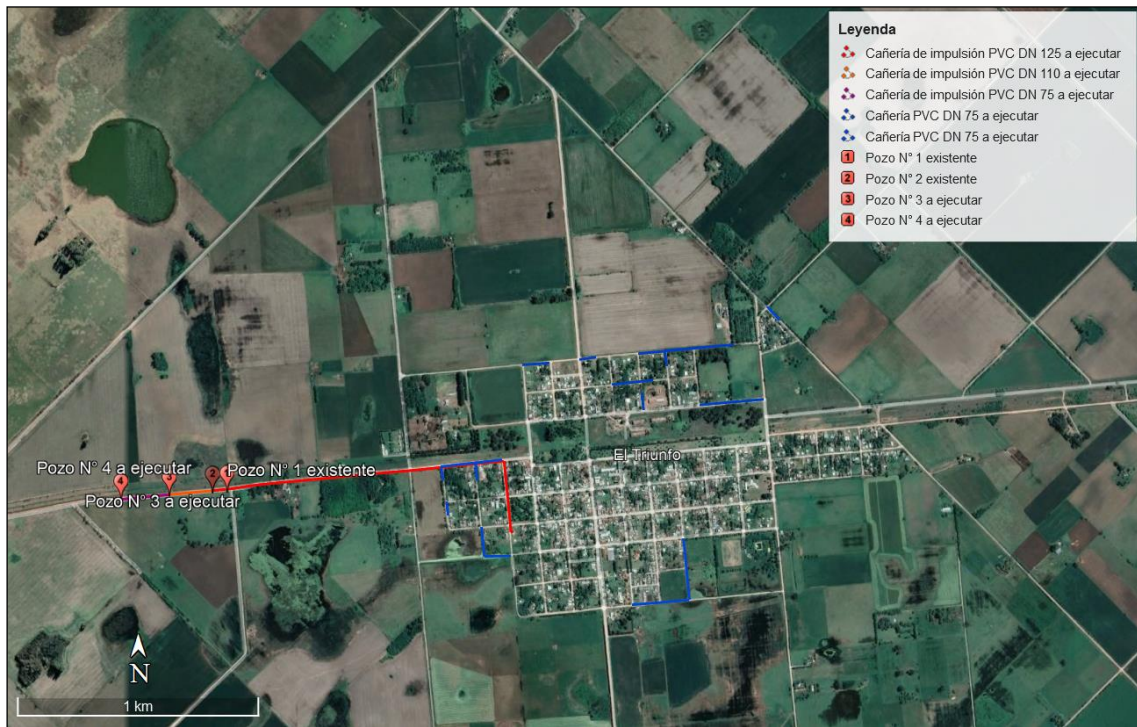 Leyenda
Cañería de impulsión PVC DN 125 a ejecutar
Cañería de impulsión PVC DN 110 a ejecutar
Cañería de impulsión PVC DN 75 a ejecutar
Cañería PVC DN 75 a ejecutar
Cañería PVC DN 75 a ejecutar
1 Pozo N° 1 existente
2 Pozo N° 2 existente
3 Pozo N° 3 a ejecutar
4 Pozo N° 4 a ejecutar
El Triunfo
Pozo N° 4 a ejecutar
Pozo N° 1 existente
4
3
2
Pozo N° 3 a ejecutar
N
1 km